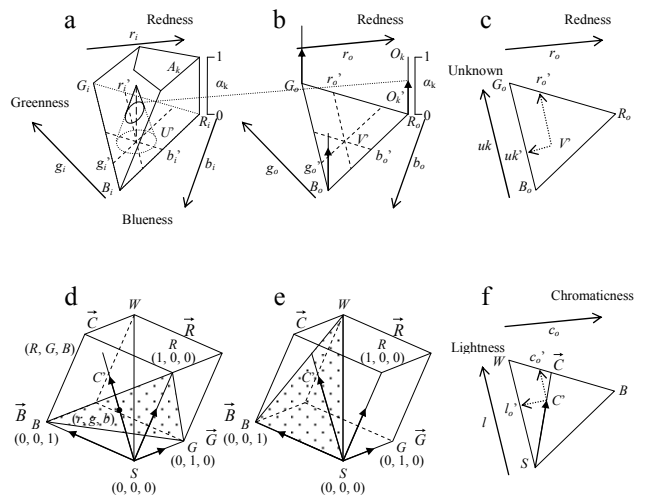 a
Redness
r_i
A_k
1
α_k
0
G_i
r_i'
R_i
Greenness
U'
g_i
g_i'
b_i'
b_i
B_i
Blueness
b
Redness
r_o
O_k
1
α_k
0
G_o
r_o'
O_k'
R_o
V'
g_o
g_o'
b_o'
b_o
B_o
c
Redness
r_o
Unknown
G_o
r_o'
R_o
uk
uk'
V'
B_o
d
W
C
R
(R, G, B)
R
(1, 0, 0)
C'
B
B
(0, 0, 1)
(r, g, b)
G
G
(0, 1, 0)
S
(0, 0, 0)
e
W
R
R
(1, 0, 0)
C'
B
B
(0, 0, 1)
G
G
(0, 1, 0)
S
(0, 0, 0)
f
Chromaticness
c_o
Lightness
W
c_o'
C
B
l
l_o'
C'
S